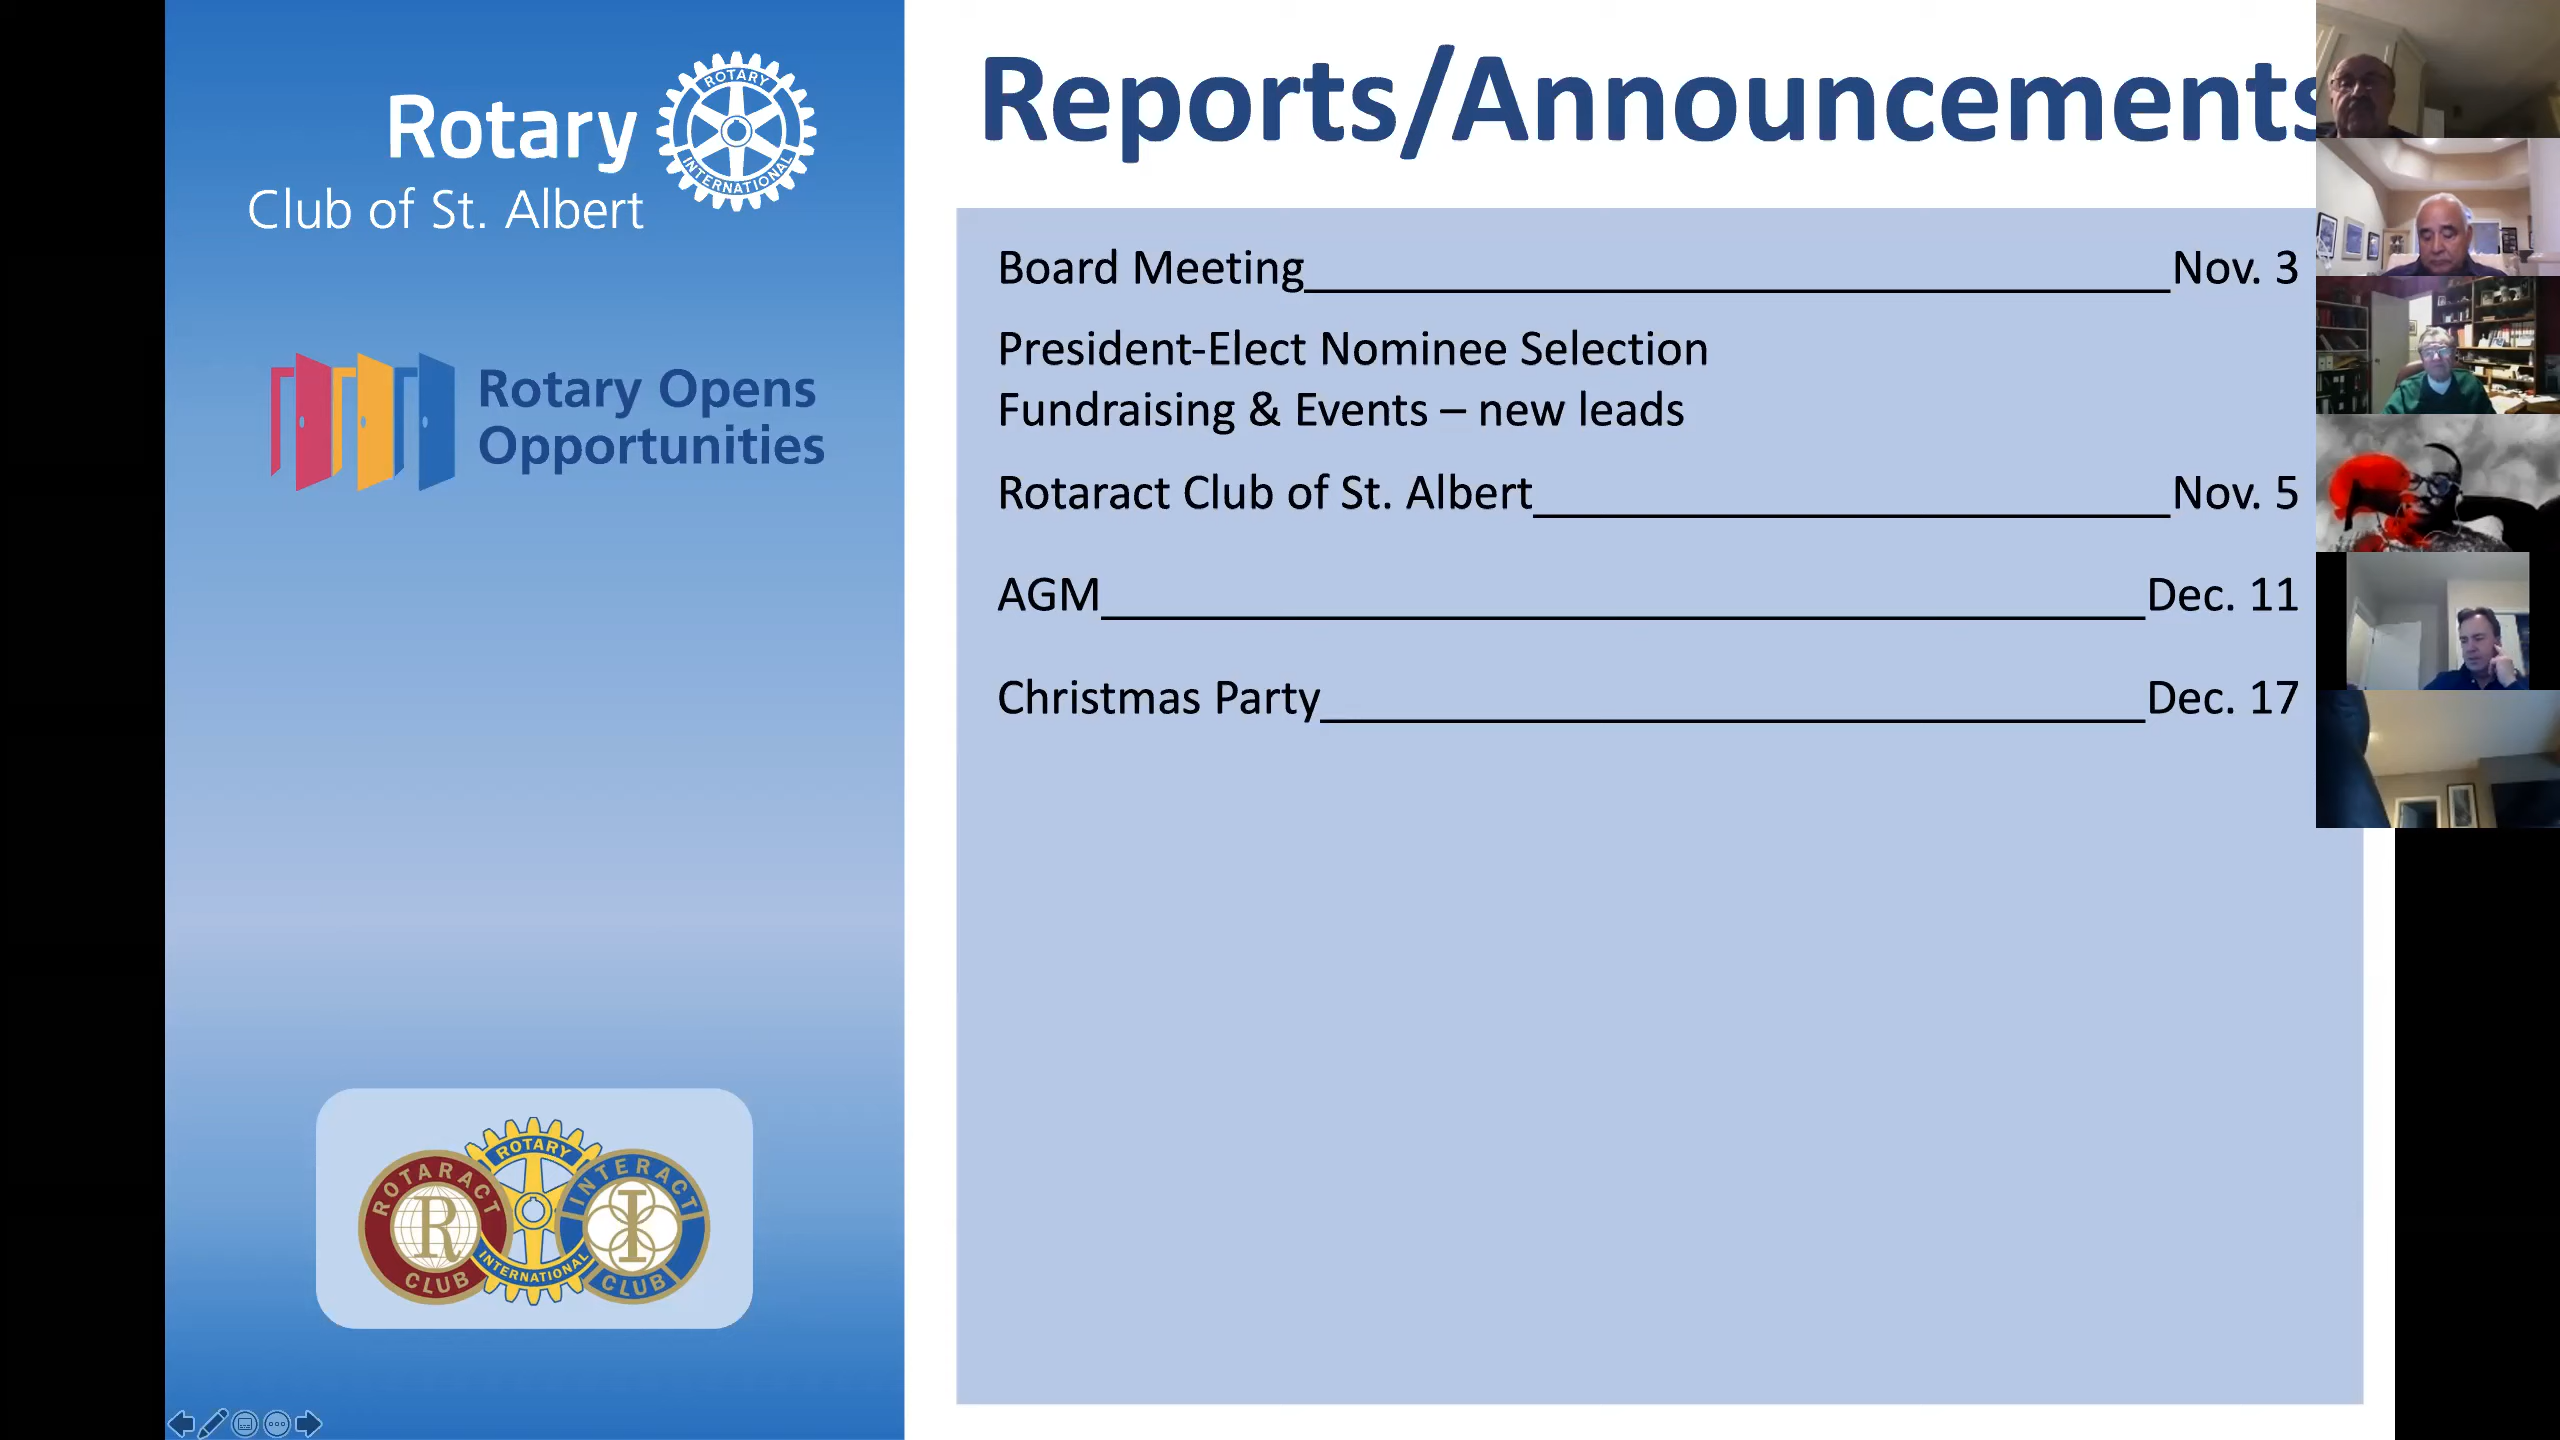 Rotary
Club of St. Albert
ROTARY
INTERNATIONAL
Rotary Opens
Opportunities
ROTARACT
CLUB
R
ROTARY
INTERNATIONAL
INTERACT
CLUB
I
Reports/Announcements
Board Meeting Nov. 3
President-Elect Nominee Selection
Fundraising & Events – new leads
Rotaract Club of St. Albert Nov. 5
AGM Dec. 11
Christmas Party Dec. 17